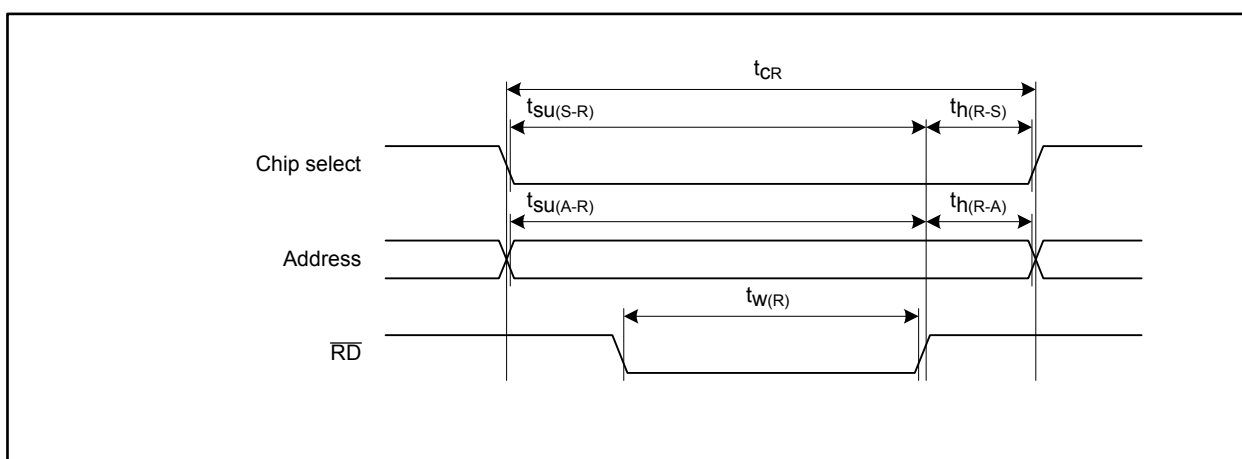 tCR
tsu(S-R) th(R-S)
Chip select
tsu(A-R) th(R-A)
Address
tw(R)
RD